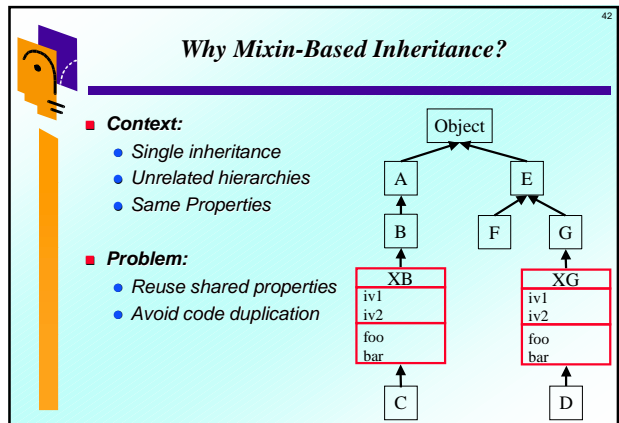 42
Why Mixin-Based Inheritance?
Context:
Single inheritance
Unrelated hierarchies
Same Properties
Problem:
Reuse shared properties
Avoid code duplication
Object
A
E
B
F
G
XB
iv1
iv2
foo
bar
XG
iv1
iv2
foo
bar
C
D